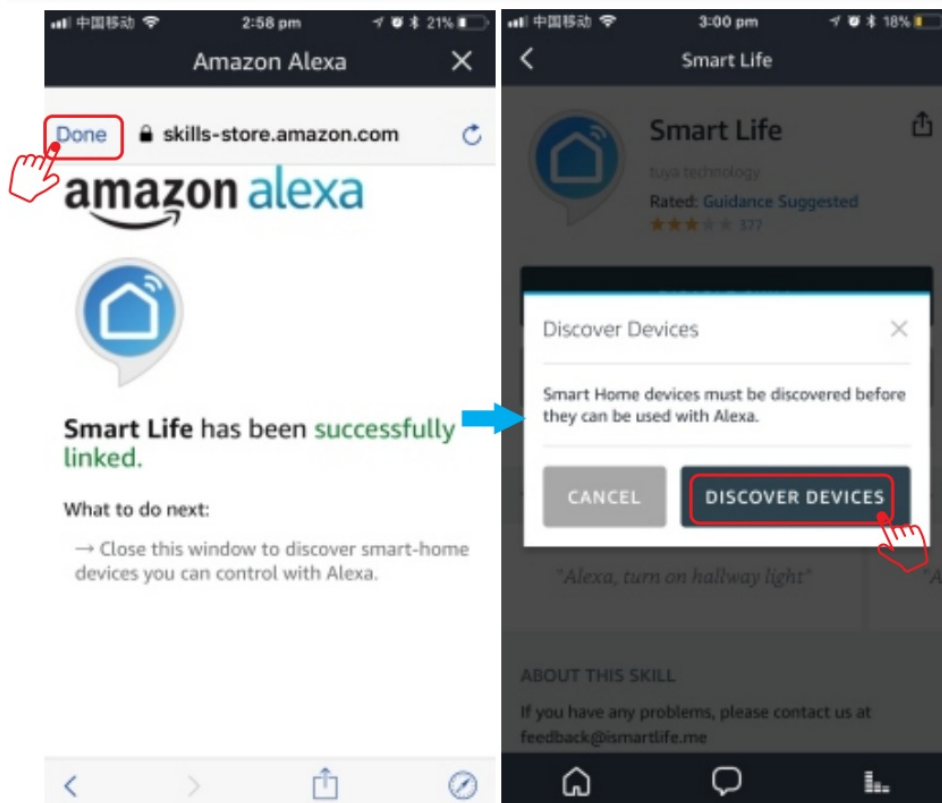 中国移动 2:58 pm 21%
Amazon Alexa
Done skills-store.amazon.com
amazon alexa
Smart Life has been successfully
linked.
What to do next:
→ Close this window to discover smart-home
devices you can control with Alexa.
中国移动 3:00 pm 18%
Smart Life
Smart Life
tuya technology
Rated: Guidance Suggested
377
Discover Devices
Smart Home devices must be discovered before
they can be used with Alexa.
CANCEL DISCOVER DEVICES
"Alexa, turn on hallway light"
"A
ABOUT THIS SKILL
If you have any problems, please contact us at
feedback@ismartlife.me